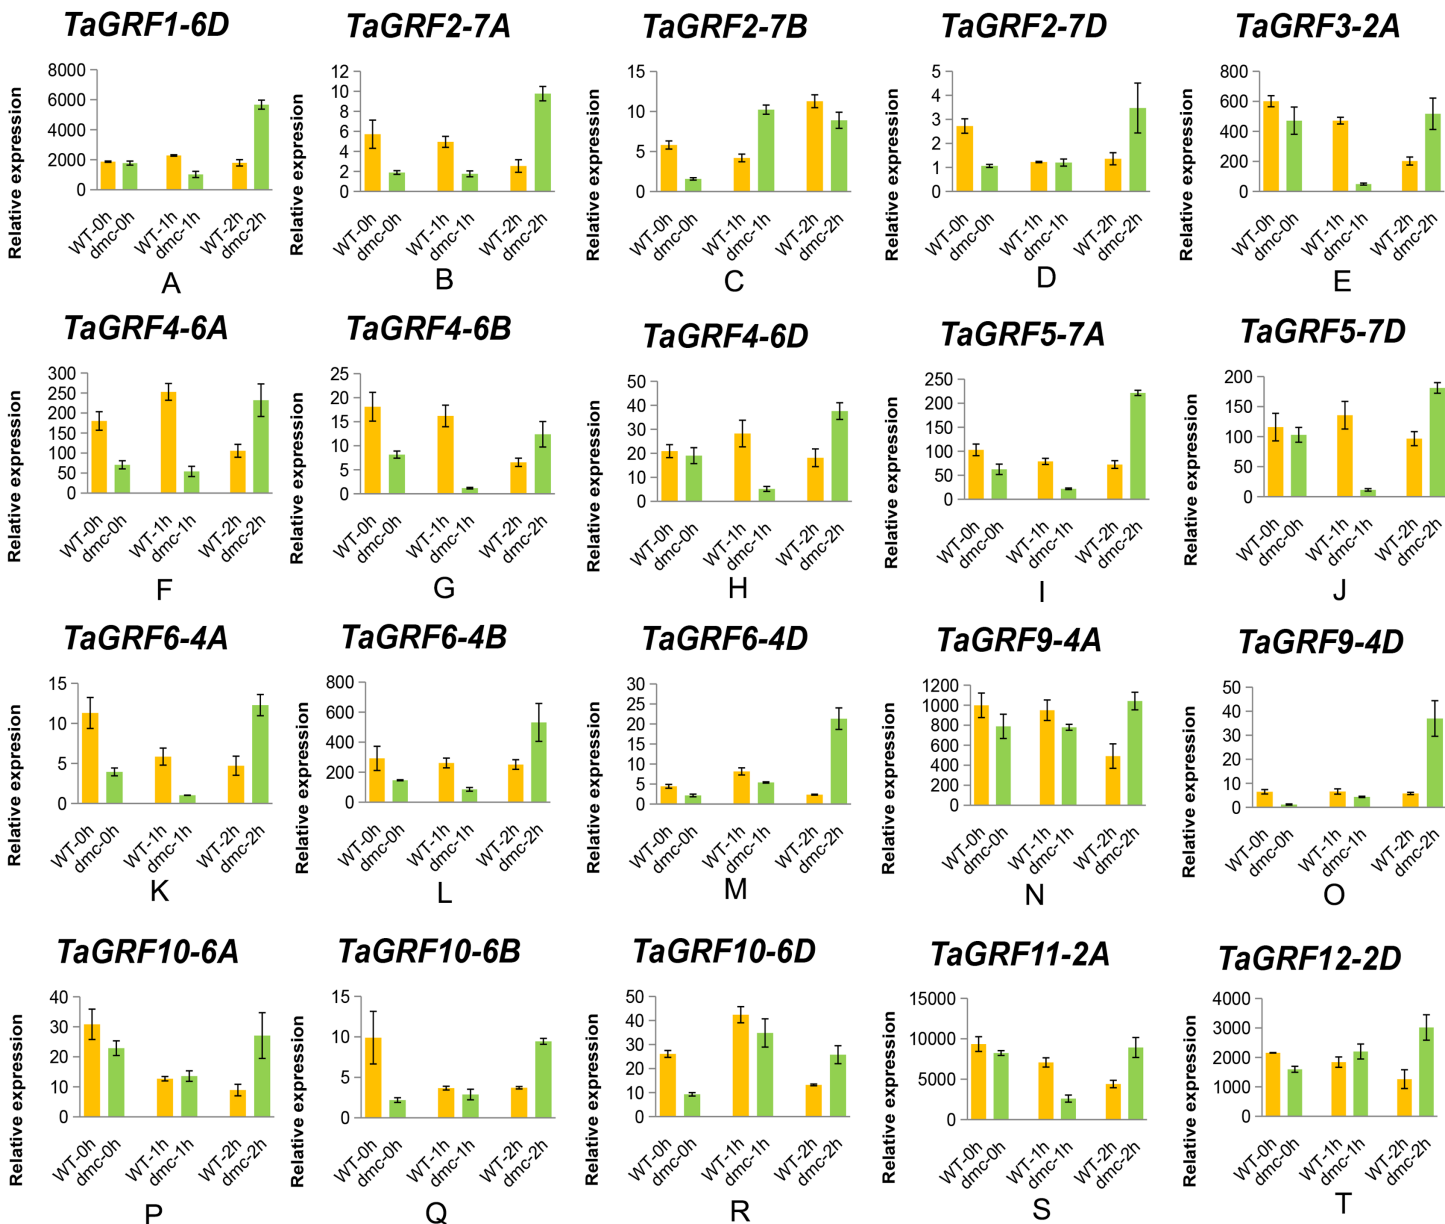 TaGRF1-6D
Relative expression
8000
6000
4000
2000
0
WT-0h
dmc-0h
WT-1h
dmc-1h
WT-2h
dmc-2h
A
TaGRF2-7A
Relative expression
12
10
8
6
4
2
0
WT-0h
dmc-0h
WT-1h
dmc-1h
WT-2h
dmc-2h
B
TaGRF2-7B
Relative expression
15
10
5
0
WT-0h
dmc-0h
WT-1h
dmc-1h
WT-2h
dmc-2h
C
TaGRF2-7D
Relative expression
5
4
3
2
1
0
WT-0h
dmc-0h
WT-1h
dmc-1h
WT-2h
dmc-2h
D
TaGRF3-2A
Relative expression
800
600
400
200
0
WT-0h
dmc-0h
WT-1h
dmc-1h
WT-2h
dmc-2h
E
TaGRF4-6A
Relative expression
300
250
200
150
100
50
0
WT-0h
dmc-0h
WT-1h
dmc-1h
WT-2h
dmc-2h
F
TaGRF4-6B
Relative expression
25
20
15
10
5
0
WT-0h
dmc-0h
WT-1h
dmc-1h
WT-2h
dmc-2h
G
TaGRF4-6D
Relative expression
50
40
30
20
10
0
WT-0h
dmc-0h
WT-1h
dmc-1h
WT-2h
dmc-2h
H
TaGRF5-7A
Relative expression
250
200
150
100
50
0
WT-0h
dmc-0h
WT-1h
dmc-1h
WT-2h
dmc-2h
I
TaGRF5-7D
Relative expression
200
150
100
50
0
WT-0h
dmc-0h
WT-1h
dmc-1h
WT-2h
dmc-2h
J
TaGRF6-4A
Relative expression
15
10
5
0
WT-0h
dmc-0h
WT-1h
dmc-1h
WT-2h
dmc-2h
K
TaGRF6-4B
Relative expression
800
600
400
200
0
WT-0h
dmc-0h
WT-1h
dmc-1h
WT-2h
dmc-2h
L
TaGRF6-4D
Relative expression
30
25
20
15
10
5
0
WT-0h
dmc-0h
WT-1h
dmc-1h
WT-2h
dmc-2h
M
TaGRF9-4A
Relative expression
1200
1000
800
600
400
200
0
WT-0h
dmc-0h
WT-1h
dmc-1h
WT-2h
dmc-2h
N
TaGRF9-4D
Relative expression
50
40
30
20
10
0
WT-0h
dmc-0h
WT-1h
dmc-1h
WT-2h
dmc-2h
O
TaGRF10-6A
Relative expression
40
30
20
10
0
WT-0h
dmc-0h
WT-1h
dmc-1h
WT-2h
dmc-2h
P
TaGRF10-6B
Relative expression
15
10
5
0
WT-0h
dmc-0h
WT-1h
dmc-1h
WT-2h
dmc-2h
Q
TaGRF10-6D
Relative expression
50
40
30
20
10
0
WT-0h
dmc-0h
WT-1h
dmc-1h
WT-2h
dmc-2h
R
TaGRF11-2A
Relative expression
15000
10000
5000
0
WT-0h
dmc-0h
WT-1h
dmc-1h
WT-2h
dmc-2h
S
TaGRF12-2D
Relative expression
4000
3000
2000
1000
0
WT-0h
dmc-0h
WT-1h
dmc-1h
WT-2h
dmc-2h
T